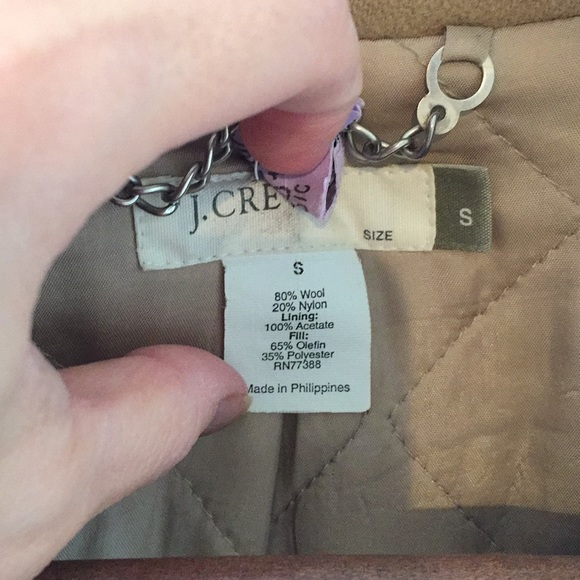 J.CRE
SIZE
S
S
80% Wool
20% Nylon
Lining:
100% Acetate
Fill:
65% Olefin
35% Polyester
RN77388
Made in Philippines